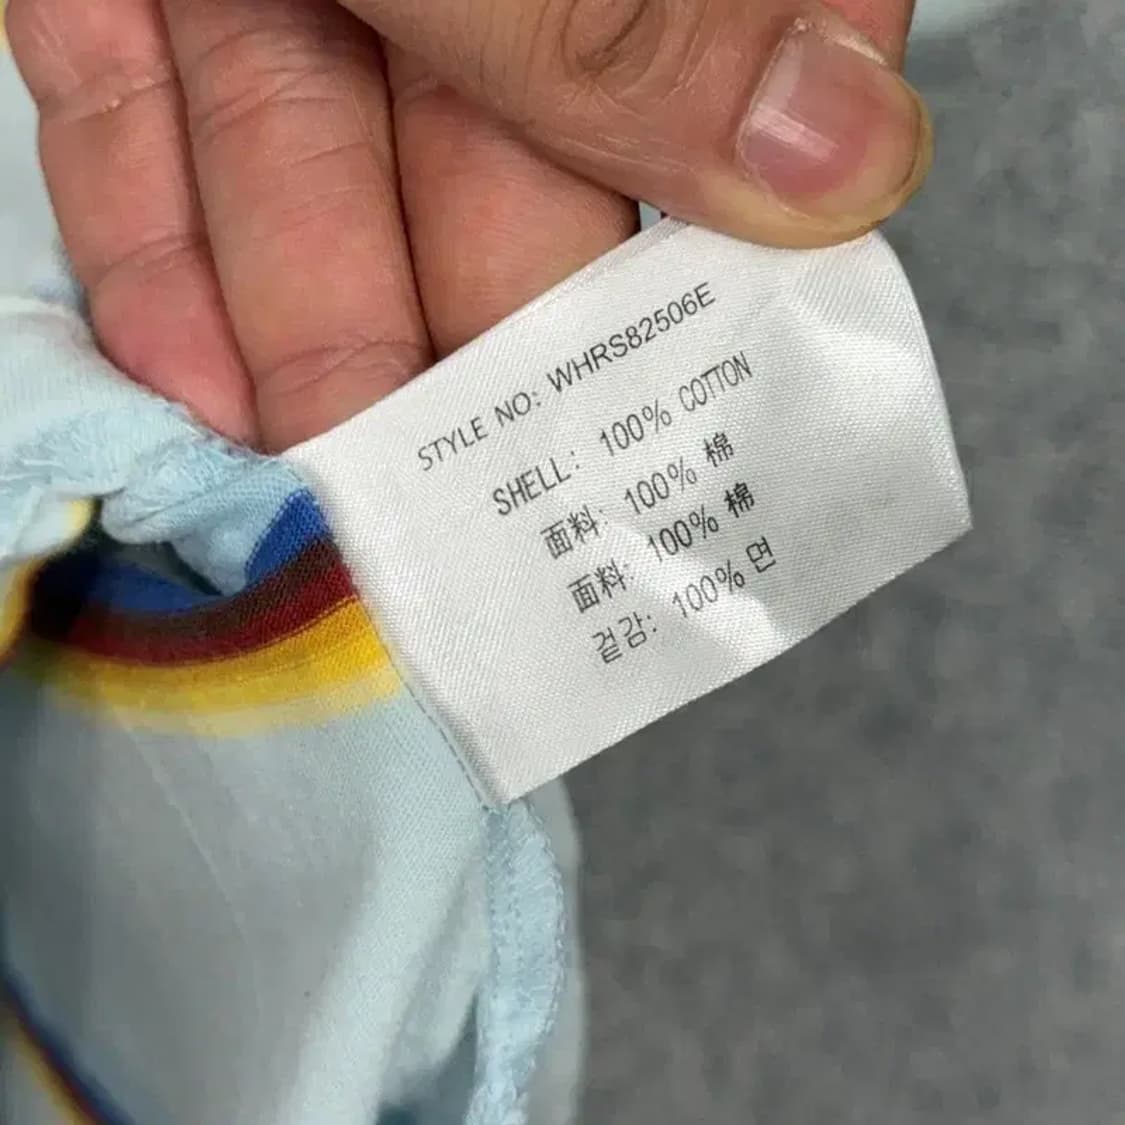 STYLE NO: WHRS82506E
SHELL: 100% COTTON
面料: 100% 棉
面料: 100% 棉
겉감: 100% 면